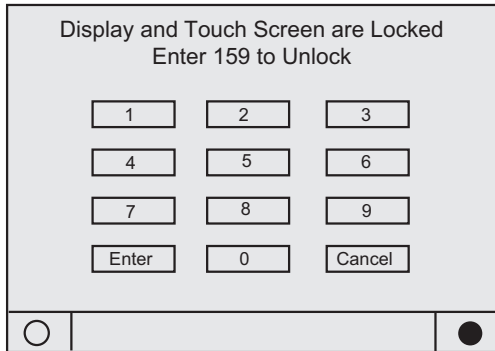 Display and Touch Screen are Locked
Enter 159 to Unlock
1 2 3
4 5 6
7 8 9
Enter 0 Cancel